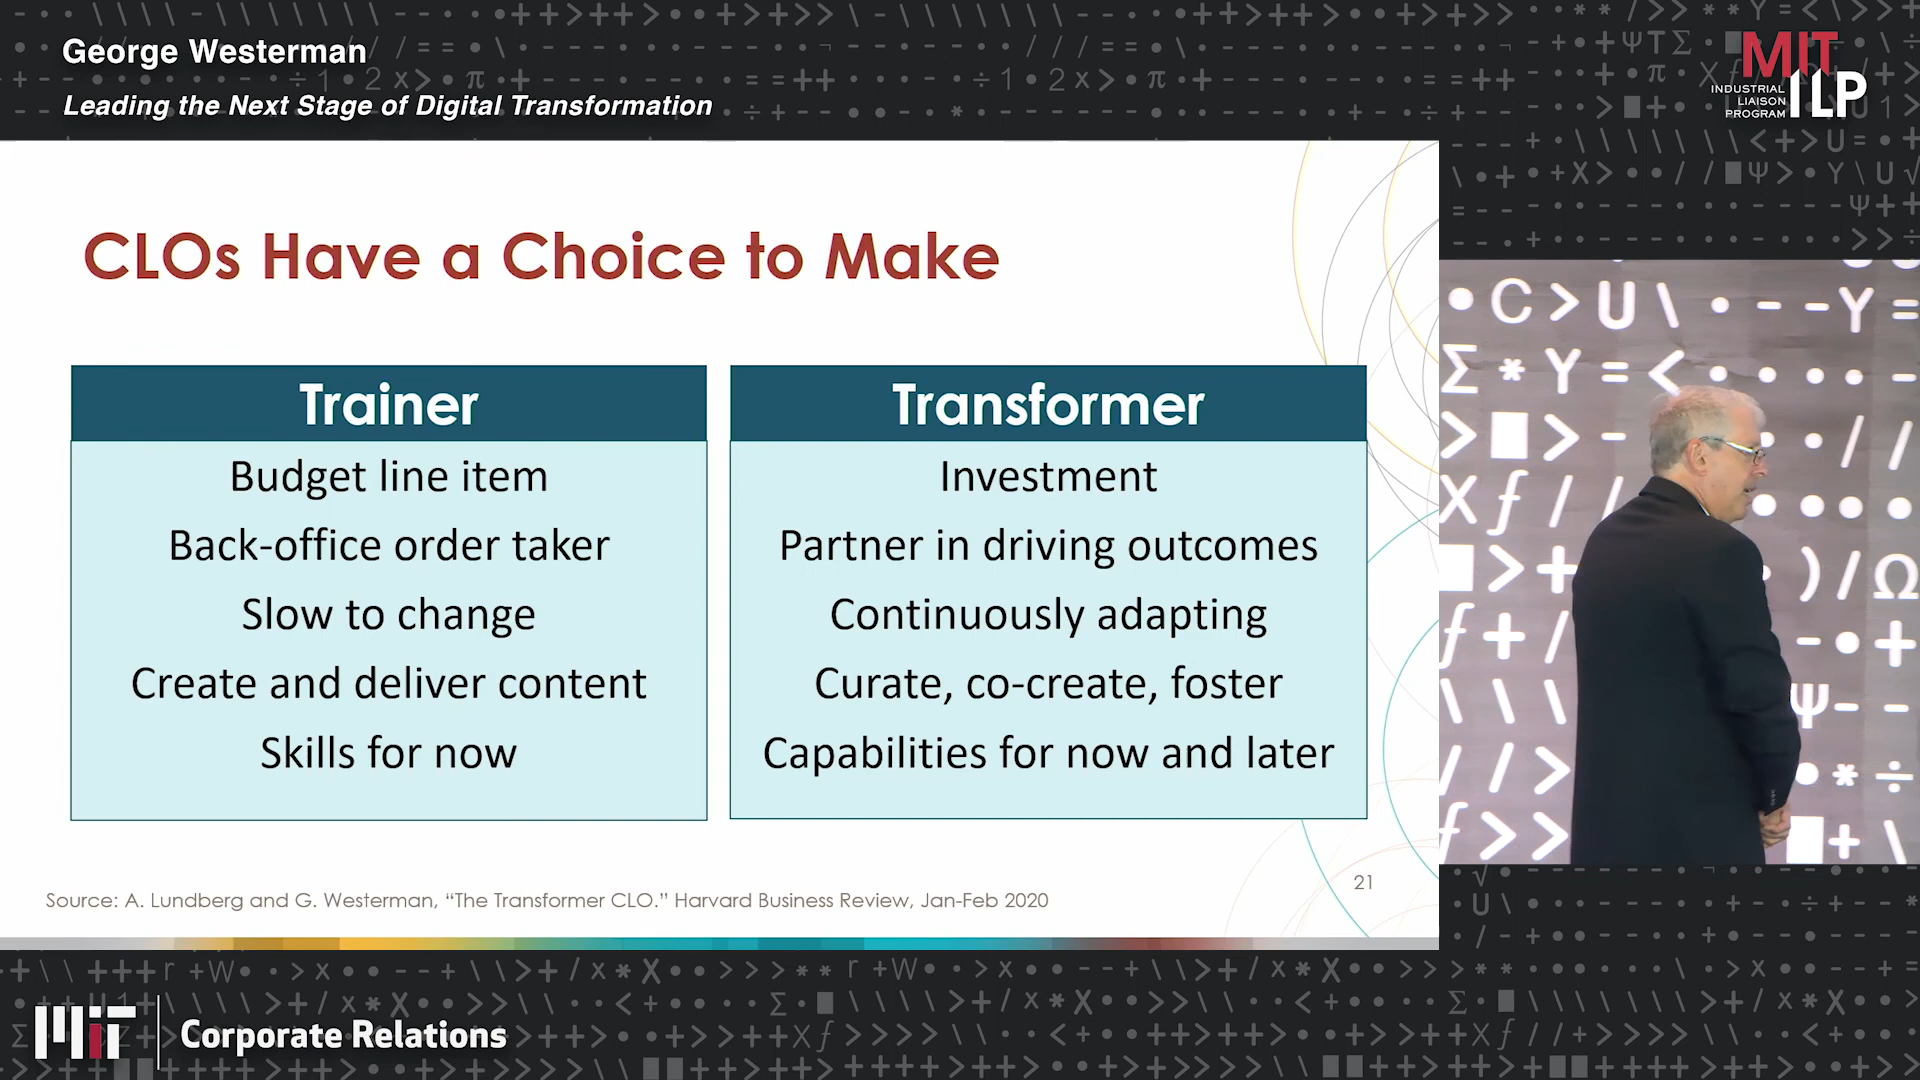 George Westerman
Leading the Next Stage of Digital Transformation
MIT
INDUSTRIAL
LIAISON
PROGRAM
ILP
CLOs Have a Choice to Make
Trainer
Budget line item
Back-office order taker
Slow to change
Create and deliver content
Skills for now
Transformer
Investment
Partner in driving outcomes
Continuously adapting
Curate, co-create, foster
Capabilities for now and later
21
Source: A. Lundberg and G. Westerman, “The Transformer CLO.” Harvard Business Review, Jan-Feb 2020
MIT
Corporate Relations